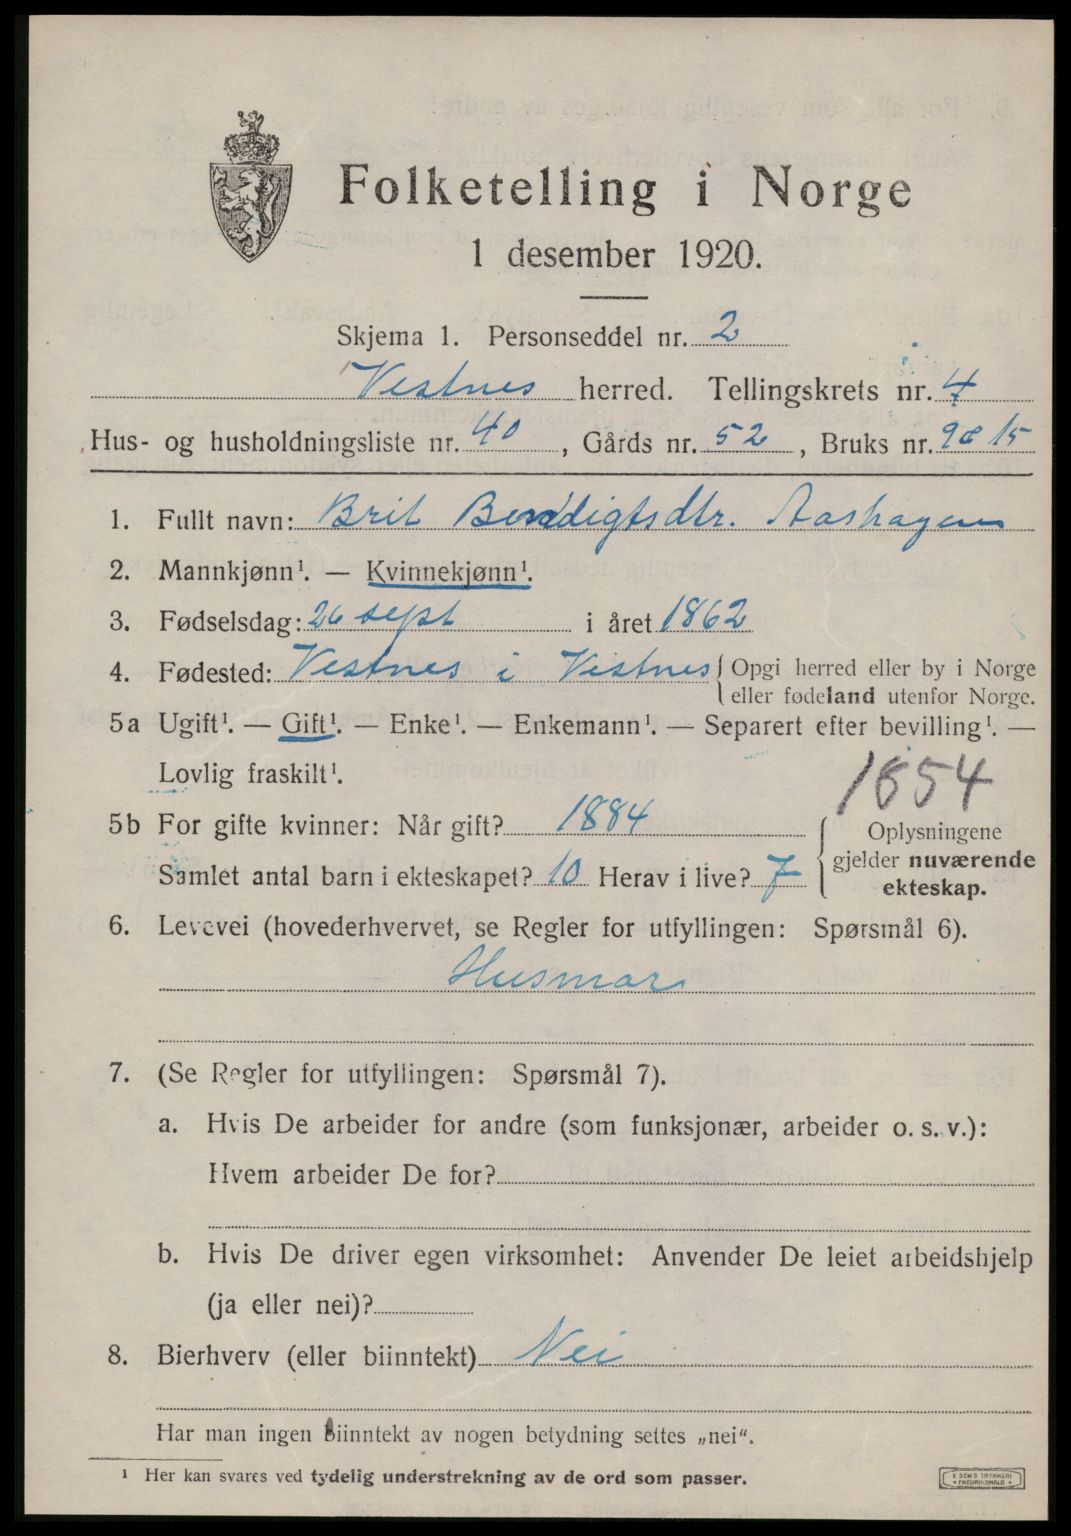 Folketelling i Norge
1 desember 1920.
Skjema 1. Personseddel nr. 2
Vestnes herred. Tellingskrets nr. 4
Hus- og husholdningsliste nr. 40, Gårds nr. 52, Bruks nr. 9 & 15
1. Fullt navn: Brit Bendigtsdtr. Aashagen
2. Mannkjønn¹. — Kvinnekjønn¹.
3. Fødselsdag: 26 sept i året 1862
4. Fødested: Vestnes i Vestnes { Opgi herred eller by i Norge
eller fødeland utenfor Norge.
5a Ugift¹. — Gift¹. — Enke¹. — Enkemann¹. — Separert efter bevilling¹. —
Lovlig fraskilt¹.
1854
5b For gifte kvinner: Når gift? 1884
Samlet antal barn i ekteskapet? 10 Herav i live? 7
Oplysningene
gjelder nuværende
ekteskap.
6. Levevei (hovederhvervet, se Regler for utfyllingen: Spørsmål 6).
Husmor
7. (Se Regler for utfyllingen: Spørsmål 7).
a. Hvis De arbeider for andre (som funksjonær, arbeider o. s. v.):
Hvem arbeider De for?
b. Hvis De driver egen virksomhet: Anvender De leiet arbeidshjelp
(ja eller nei)?
8. Bierhverv (eller biinntekt) Nei
Har man ingen biinntekt av nogen betydning settes „nei".
¹ Her kan svares ved tydelig understrekning av de ord som passer.
E. SEM'S TRYKKERI
FREDRIKSHALD